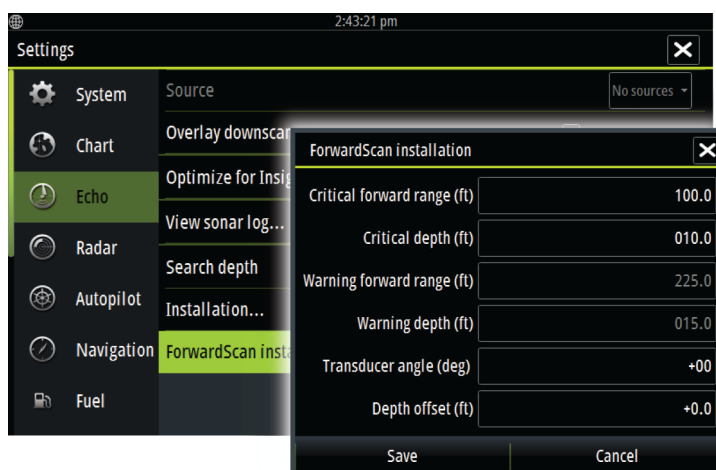 2:43:21 pm
Settings
System
Chart
Echo
Radar
Autopilot
Navigation
Fuel
Source
No sources
Overlay downscan
Optimize for Insig
View sonar log...
Search depth
Installation...
ForwardScan insta
ForwardScan installation
Critical forward range (ft) 100.0
Critical depth (ft) 010.0
Warning forward range (ft) 225.0
Warning depth (ft) 015.0
Transducer angle (deg) +00
Depth offset (ft) +0.0
Save Cancel